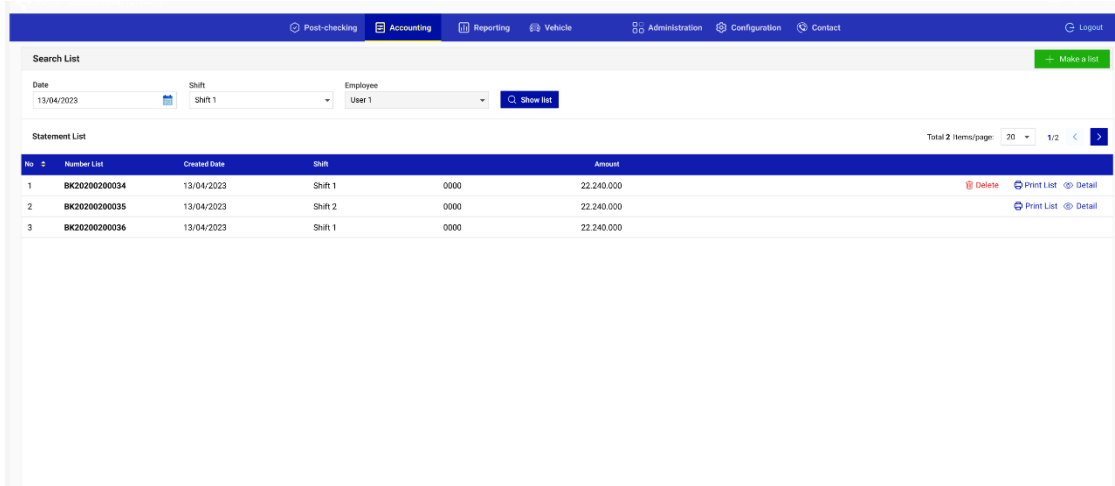 Post-checking Accounting Reporting Vehicle Administration Configuration Contact Logout
Search List + Make a list
Date Shift Employee
13/04/2023 Shift 1 User 1 Show list
Statement List Total 2 Items/page: 20 1/2 < >
No Number List Created Date Shift Amount
1 BK20200200034 13/04/2023 Shift 1 0000 22.240.000 Delete Print List Detail
2 BK20200200035 13/04/2023 Shift 2 0000 22.240.000 Print List Detail
3 BK20200200036 13/04/2023 Shift 1 0000 22.240.000